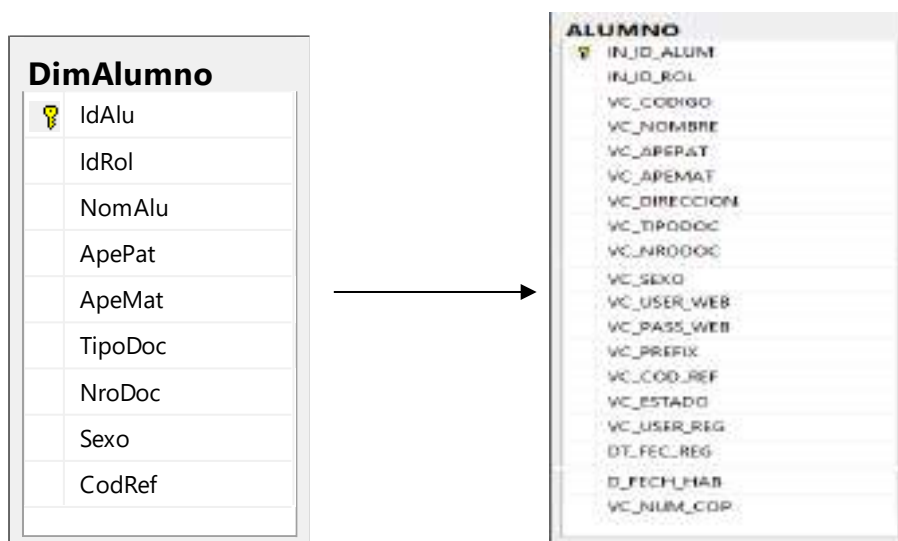 DimAlumno
IdAlu
IdRol
NomAlu
ApePat
ApeMat
TipoDoc
NroDoc
Sexo
CodRef
ALUMNO
IN_ID_ALUM
IN_ID_ROL
VC_CODIGO
VC_NOMBRE
VC_APEPAT
VC_APEMAT
VC_DIRECCION
VC_TIPODOC
VC_NRODOC
VC_SEXO
VC_USER_WEB
VC_PASS_WEB
VC_PREFIX
VC_COD_REF
VC_ESTADO
VC_USER_REG
DT_FEC_REG
D_FECH_HAB
VC_NUM_COP